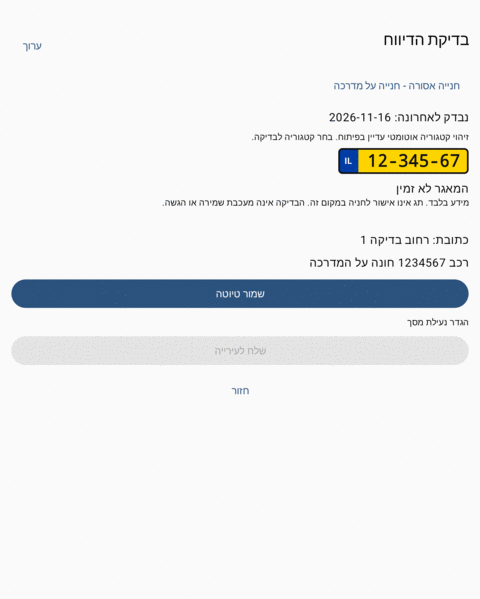 בדיקת הדיווח
ערוך
חנייה אסורה - חנייה על מדרכה
נבדק לאחרונה: 2026-11-16
זיהוי קטגוריה אוטומטי עדיין בפיתוח. בחר קטגוריה לבדיקה.
IL 12-345-67
המאגר לא זמין
מידע בלבד. תג אינו אישור לחניה במקום זה. הבדיקה אינה מעכבת שמירה או הגשה.
כתובת: רחוב בדיקה 1
רכב 1234567 חונה על המדרכה
שמור טיוטה
הגדר נעילת מסך
שלח לעירייה
חזור